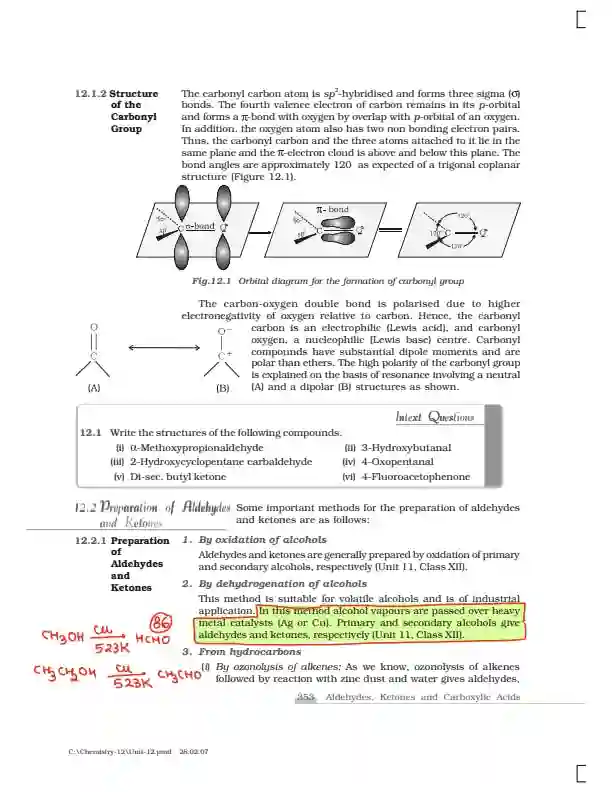 12.1.2 Structure of the Carbonyl Group
The carbonyl carbon atom is sp²-hybridised and forms three sigma (σ)
bonds. The fourth valence electron of carbon remains in its p-orbital
and forms a π-bond with oxygen by overlap with p-orbital of an oxygen.
In addition, the oxygen atom also has two non bonding electron pairs.
Thus, the carbonyl carbon and the three atoms attached to it lie in the
same plane and the π-electron cloud is above and below this plane. The
bond angles are approximately 120 as expected of a trigonal coplanar
structure (Figure 12.1).
π- bond
C
120°
Fig.12.1 Orbital diagram for the formation of carbonyl group
The carbon-oxygen double bond is polarised due to higher
electronegativity of oxygen relative to carbon. Hence, the carbonyl
carbon is an electrophilic (Lewis acid), and carbonyl
oxygen, a nucleophilic (Lewis base) centre. Carbonyl
compounds have substantial dipole moments and are
polar than ethers. The high polarity of the carbonyl group
is explained on the basis of resonance involving a neutral
(A) and a dipolar (B) structures as shown.
O
C
(A)
O⁻
C⁺
(B)
Intext Questions
12.1 Write the structures of the following compounds.
(i) α-Methoxypropionaldehyde (ii) 3-Hydroxybutanal
(iii) 2-Hydroxycyclopentane carbaldehyde (iv) 4-Oxopentanal
(v) Di-sec. butyl ketone (vi) 4-Fluoroacetophenone
12.2 Preparation of Aldehydes and Ketones
Some important methods for the preparation of aldehydes
and ketones are as follows:
12.2.1 Preparation of Aldehydes and Ketones
1. By oxidation of alcohols
Aldehydes and ketones are generally prepared by oxidation of primary
and secondary alcohols, respectively (Unit 11, Class XII).
2. By dehydrogenation of alcohols
This method is suitable for volatile alcohols and is of industrial
application. In this method alcohol vapours are passed over heavy
metal catalysts (Ag or Cu). Primary and secondary alcohols give
aldehydes and ketones, respectively (Unit 11, Class XII).
86
CH₃OH Cu 523K HCHO
CH₃CH₂OH Cu 523K CH₃CHO
3. From hydrocarbons
(i) By ozonolysis of alkenes: As we know, ozonolysis of alkenes
followed by reaction with zinc dust and water gives aldehydes,
353 Aldehydes, Ketones and Carboxylic Acids
C:\Chemistry-12\Unit-12.pmd 28.02.07